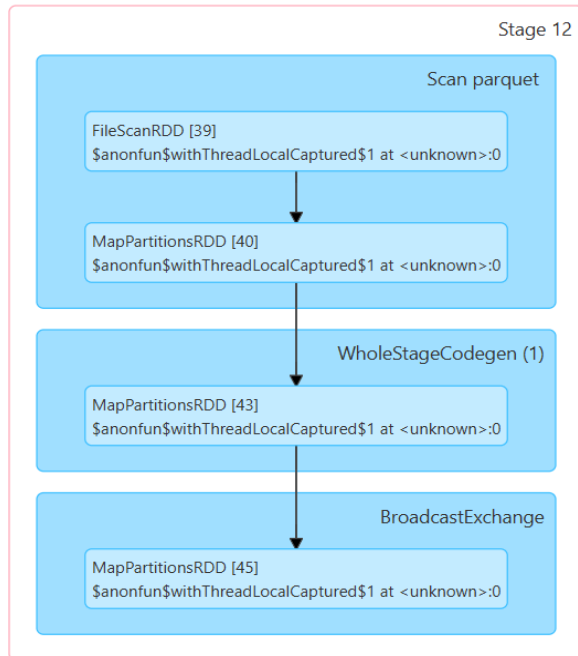 Stage 12
Scan parquet
FileScanRDD [39]
$anonfun$withThreadLocalCaptured$1 at <unknown>:0
MapPartitionsRDD [40]
$anonfun$withThreadLocalCaptured$1 at <unknown>:0
WholeStageCodegen (1)
MapPartitionsRDD [43]
$anonfun$withThreadLocalCaptured$1 at <unknown>:0
BroadcastExchange
MapPartitionsRDD [45]
$anonfun$withThreadLocalCaptured$1 at <unknown>:0